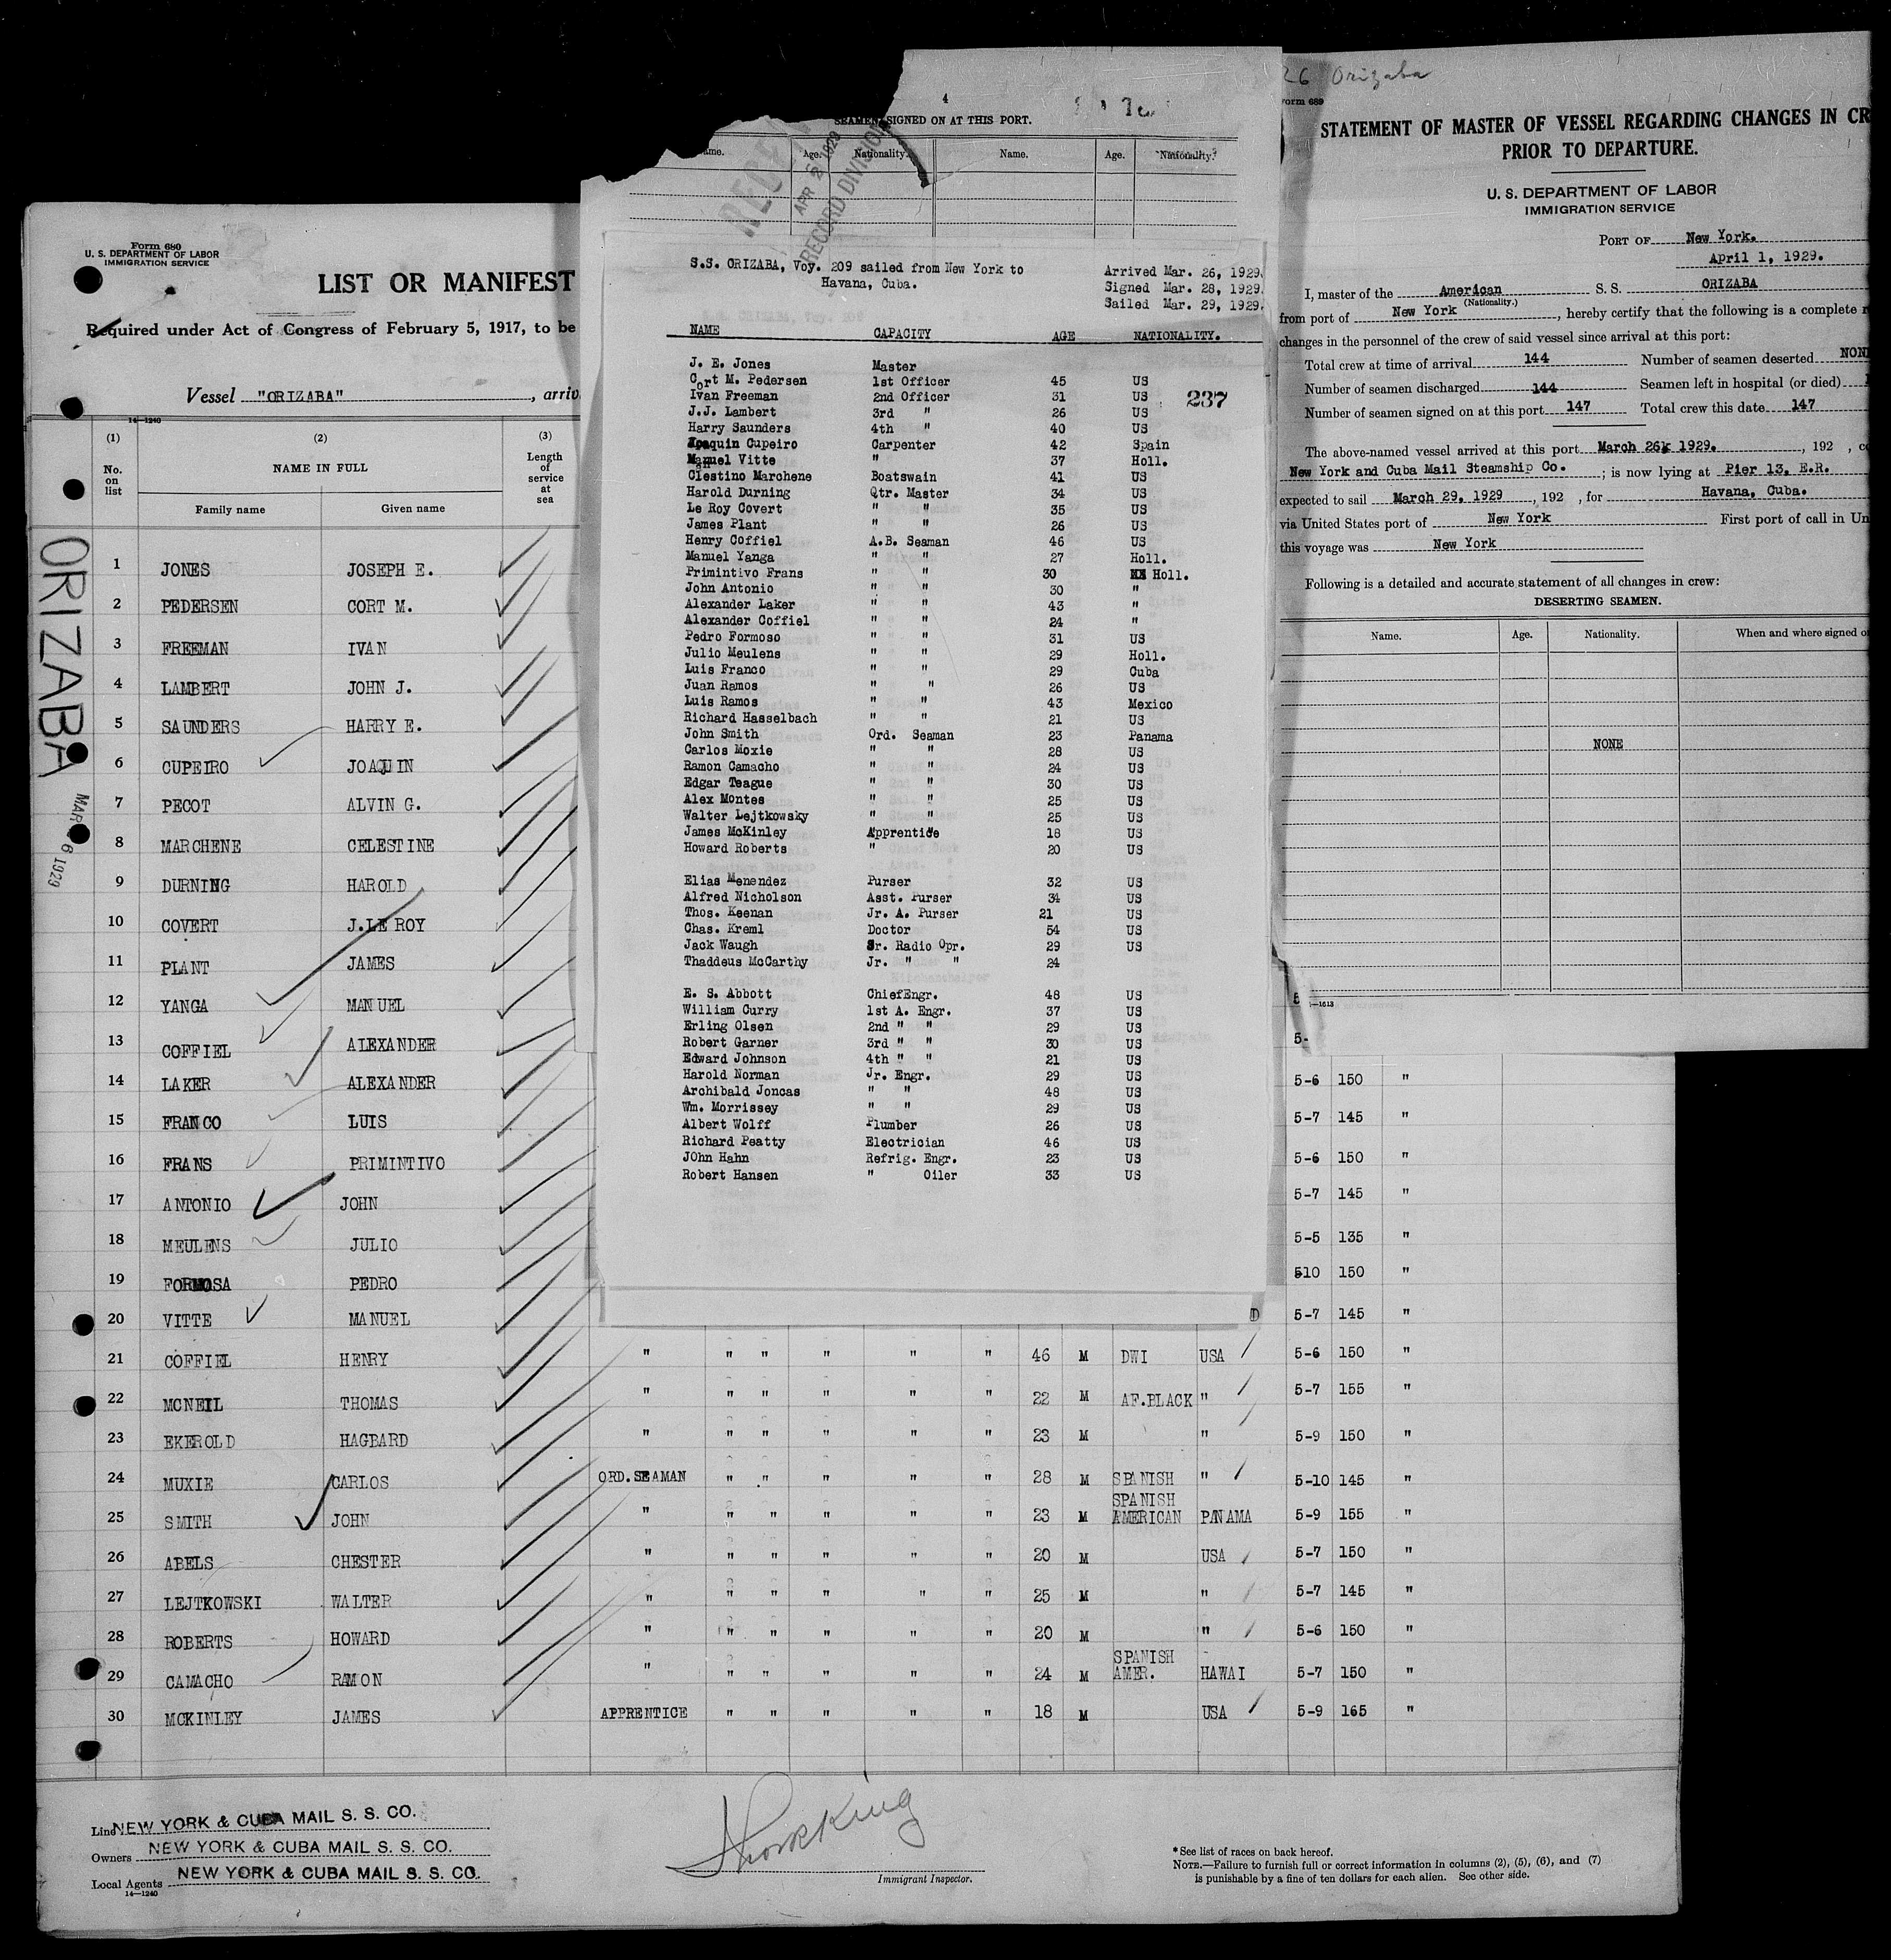 Form 680
U. S. DEPARTMENT OF LABOR
IMMIGRATION SERVICE
LIST OR MANIFEST
Required under Act of Congress of February 5, 1917, to be
Vessel "ORIZABA", arriv
14—1240
(1) (2) (3)
No. on list
NAME IN FULL
Length of service at sea
Family name Given name
ORIZABA
MAR 26 1929
1 JONES JOSEPH E.
2 PEDERSEN CORT M.
3 FREEMAN IVAN
4 LAMBERT JOHN J.
5 SAUNDERS HARRY E.
6 CUPEIRO JOAQUIN
7 PECOT ALVIN G.
8 MARCHENE CELESTINE
9 DURNING HAROLD
10 COVERT J.LE ROY
11 PLANT JAMES
12 YANGA MANUEL
13 COFFIEL ALEXANDER 5-
14 LAKER ALEXANDER 5-6 150 "
15 FRANCO LUIS 5-7 145 "
16 FRANS PRIMINTIVO 5-6 150 "
17 ANTONIO JOHN 5-7 145 "
18 MEULENS JULIO 5-5 135 "
19 FORMOSA PEDRO 510 150 "
20 VITTE MANUEL 5-7 145 "
21 COFFIEL HENRY " " " " " " 46 M DWI USA 5-6 150 "
22 MCNEIL THOMAS " " " " " " 22 M AF.BLACK " 5-7 155 "
23 EKEROLD HAGBARD " " " " " " 23 M " 5-9 150 "
24 MUXIE CARLOS ORD.SEAMAN " " " " " 28 M SPANISH " 5-10 145 "
25 SMITH JOHN " " " " " " 23 M SPANISH AMERICAN PANAMA 5-9 155 "
26 ABELS CHESTER " " " " " " 20 M USA 5-7 150 "
27 LEJTKOWSKI WALTER " " " " " " 25 M " 5-7 145 "
28 ROBERTS HOWARD " " " " " " 20 M " 5-6 150 "
29 CAMACHO RAMON " " " " " " 24 M SPANISH AMER. HAWAI 5-7 150 "
30 MCKINLEY JAMES APPRENTICE " " " " " 18 M USA 5-9 165 "
Line NEW YORK & CUBA MAIL S. S. CO.
Owners NEW YORK & CUBA MAIL S. S. CO.
Local Agents NEW YORK & CUBA MAIL S. S. CO.
14—1240
Immigrant Inspector.
*See list of races on back hereof.
NOTE.—Failure to furnish full or correct information in columns (2), (5), (6), and (7)
is punishable by a fine of ten dollars for each alien. See other side.
4
SEAMEN SIGNED ON AT THIS PORT.
ame. Age. Nationality. Name. Age. Nationality.
APR 2 1929
RECORD DIVISION
S.S. ORIZABA, Voy. 209 sailed from New York to
Havana, Cuba.
Arrived Mar. 26, 1929.
Signed Mar. 28, 1929.
Sailed Mar. 29, 1929.
NAME CAPACITY AGE NATIONALITY.
237
J. E. Jones Master
Cort M. Pedersen 1st Officer 45 US
Ivan Freeman 2nd Officer 31 US
J.J. Lambert 3rd " 26 US
Harry Saunders 4th " 40 US
Joaquin Cupeiro Carpenter 42 Spain
Manuel Vitte " 37 Holl.
Clestino Marchene Boatswain 41 US
Harold Durning Qtr. Master 34 US
Le Roy Covert " " 35 US
James Plant " " 26 US
Henry Coffiel A.B. Seaman 46 US
Manuel Yanga " " 27 Holl.
Primintivo Frans " " 30 Holl.
John Antonio " " 30 "
Alexander Laker " " 43 "
Alexander Coffiel " " 24 "
Pedro Formoso " " 31 US
Julio Meulens " " 29 Holl.
Luis Franco " " 29 Cuba
Juan Ramos " " 26 US
Luis Ramos " " 43 Mexico
Richard Hasselbach " " 21 US
John Smith Ord. Seaman 23 Panama
Carlos Moxie " " 28 US
Ramon Camacho " " 24 US
Edgar Teague " " 30 US
Alex Montes " " 25 US
Walter Lejtkowsky " " 25 US
James McKinley Apprentice 18 US
Howard Roberts " 20 US
Elias Menendez Purser 32 US
Alfred Nicholson Asst. Purser 34 US
Thos. Keenan Jr. A. Purser 21 US
Chas. Kreml Doctor 54 US
Jack Waugh Sr. Radio Opr. 29 US
Thaddeus McCarthy Jr. " " 24
E. S. Abbott ChiefEngr. 48 US
William Curry 1st A. Engr. 37 US
Erling Olsen 2nd " " 29 US
Robert Garner 3rd " " 30 US
Edward Johnson 4th " " 21 US
Harold Norman Jr. Engr. 29 US
Archibald Joncas " " 48 US
Wm. Morrissey " " 29 US
Albert Wolff Plumber 26 US
Richard Peatty Electrician 46 US
JOhn Hahn Refrig. Engr. 23 US
Robert Hansen " Oiler 33 US
D
26 Orizaba
Form 689
STATEMENT OF MASTER OF VESSEL REGARDING CHANGES IN CR
PRIOR TO DEPARTURE.
U. S. DEPARTMENT OF LABOR
IMMIGRATION SERVICE
PORT OF New York.
April 1, 1929.
I, master of the American S. S. ORIZABA
(Nationality.)
from port of New York, hereby certify that the following is a complete
changes in the personnel of the crew of said vessel since arrival at this port:
Total crew at time of arrival 144 Number of seamen deserted NON
Number of seamen discharged 144 Seamen left in hospital (or died)
Number of seamen signed on at this port 147 Total crew this date 147
The above-named vessel arrived at this port March 26k 1929. , 192 , co
New York and Cuba Mail Steamship Co. ; is now lying at Pier 13, E.R.
expected to sail March 29, 1929 , 192 , for Havana, Cuba.
via United States port of New York First port of call in Un
this voyage was New York
Following is a detailed and accurate statement of all changes in crew:
DESERTING SEAMEN.
Name. Age. Nationality. When and where signed o
NONE
—1613